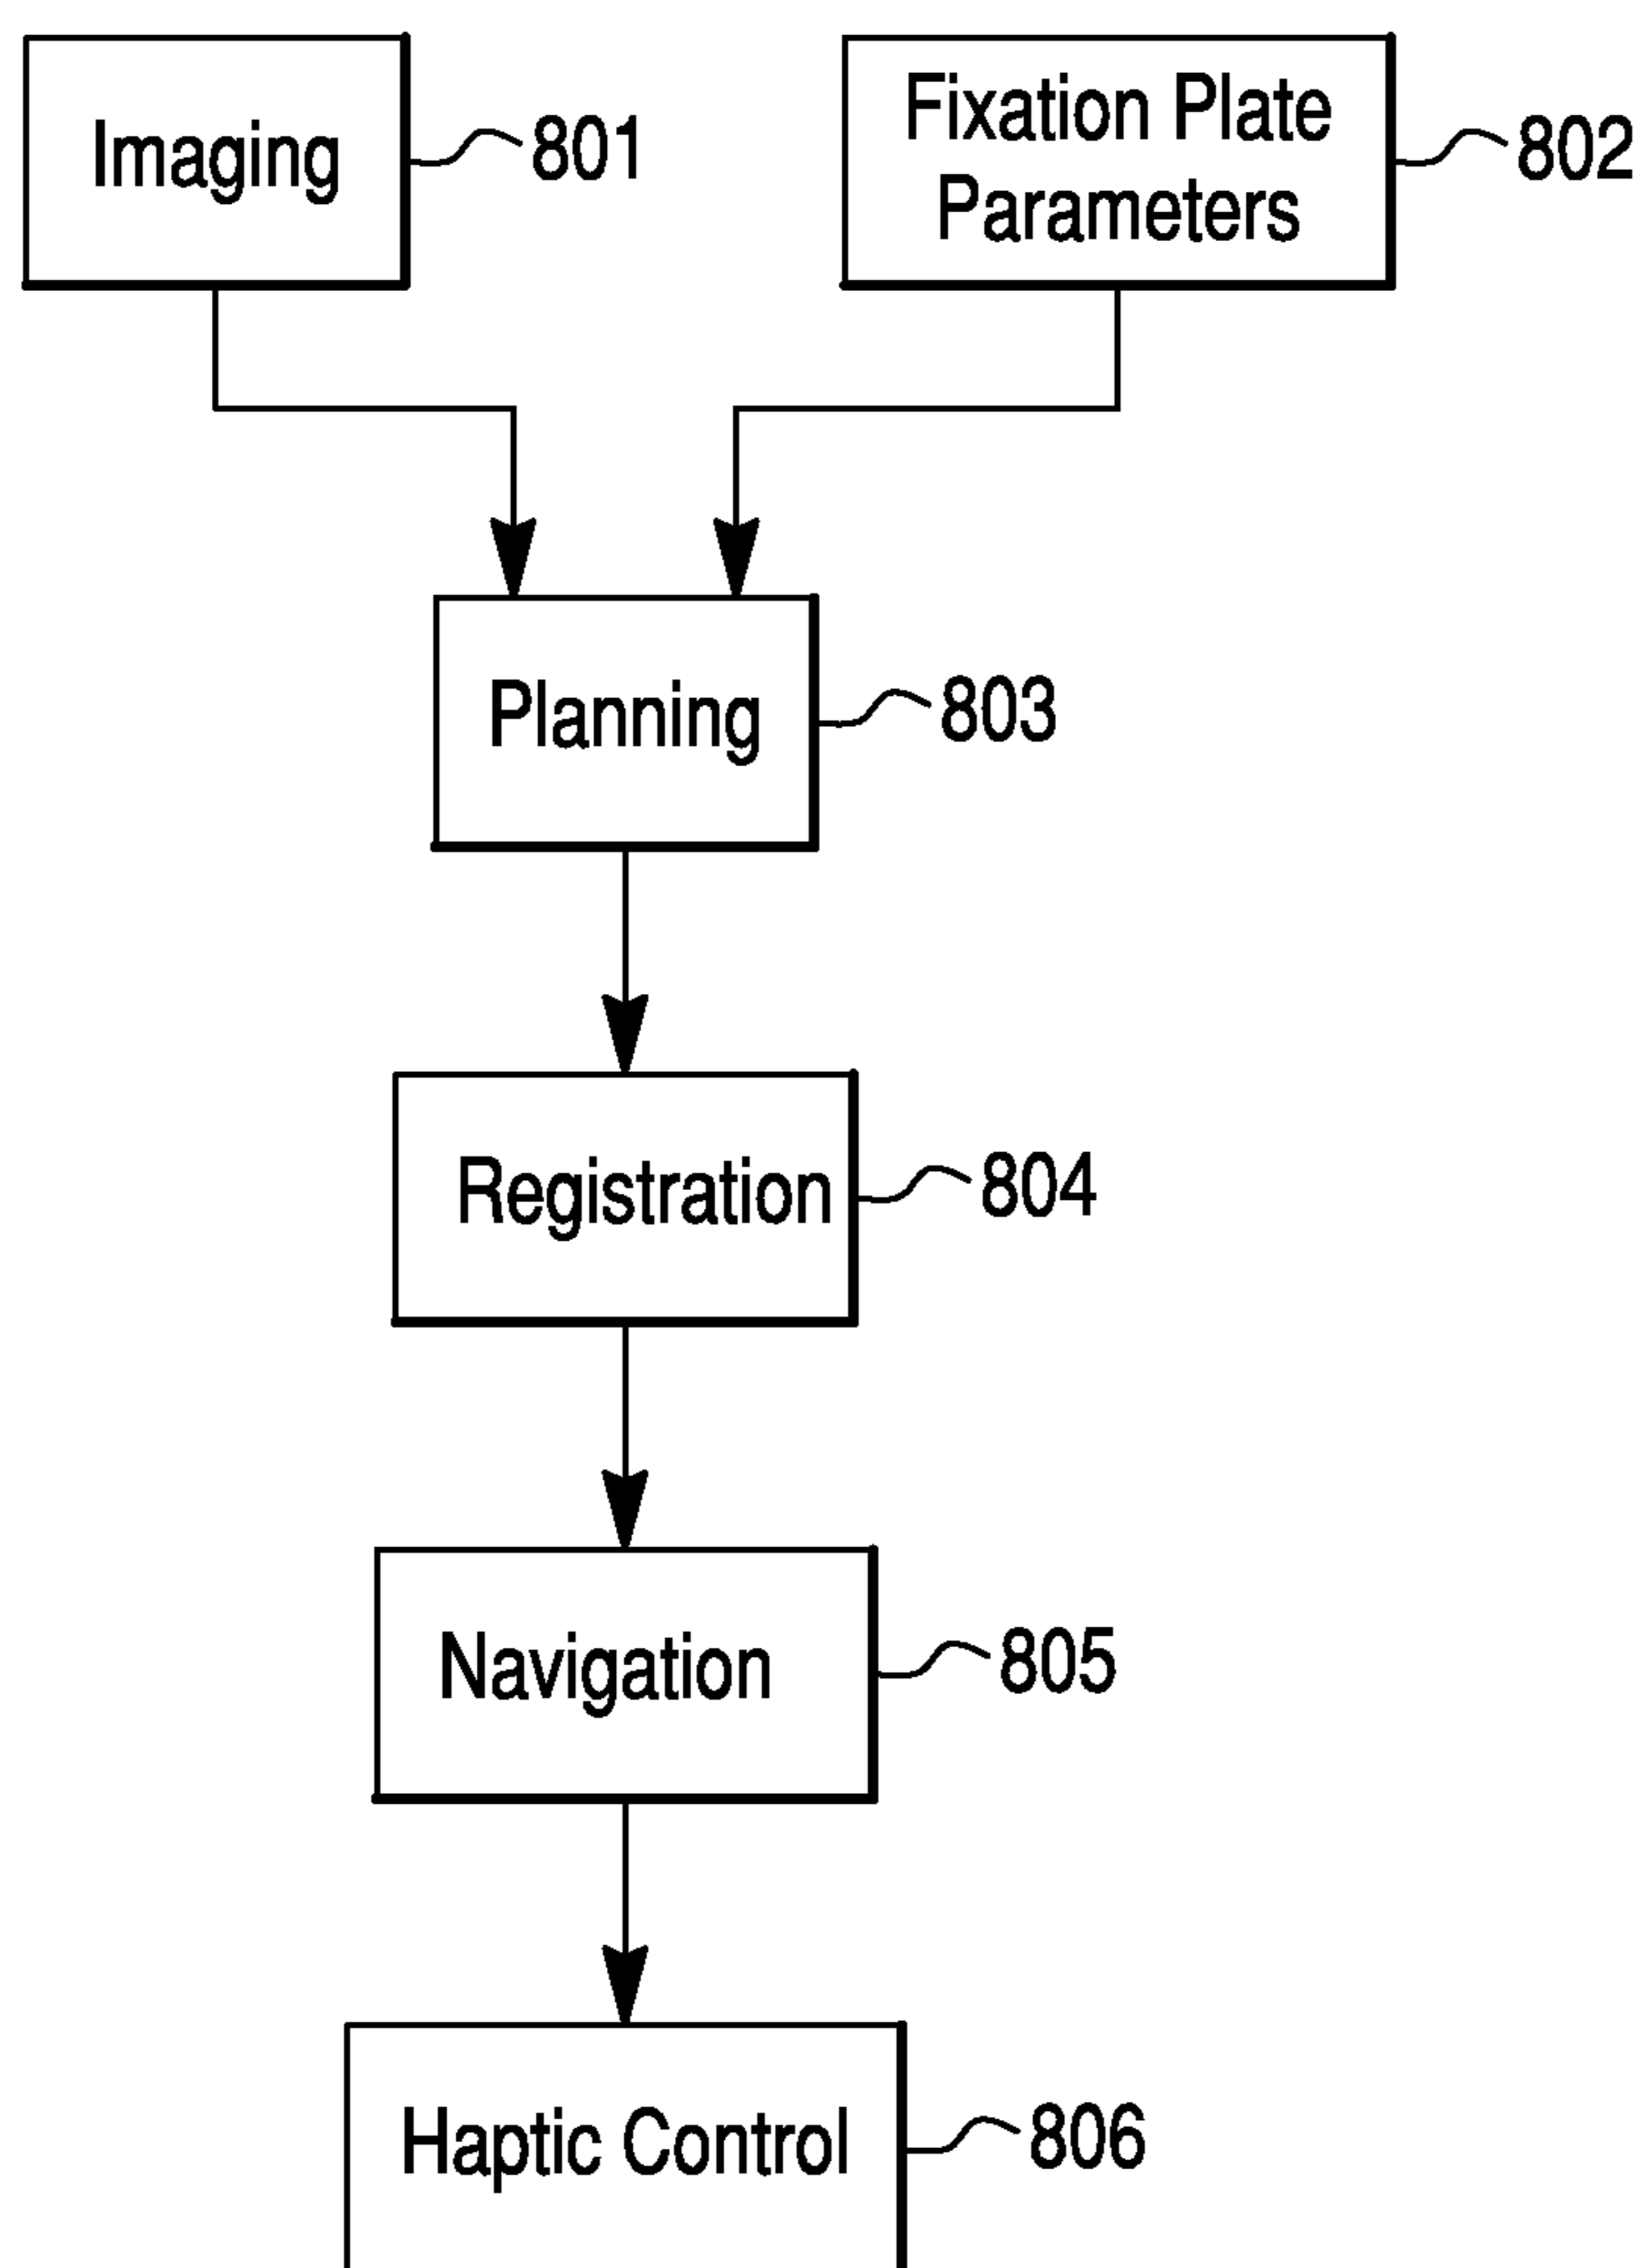 Imaging
801
Fixation Plate
Parameters
802
Planning
803
Registration
804
Navigation
805
Haptic Control
806